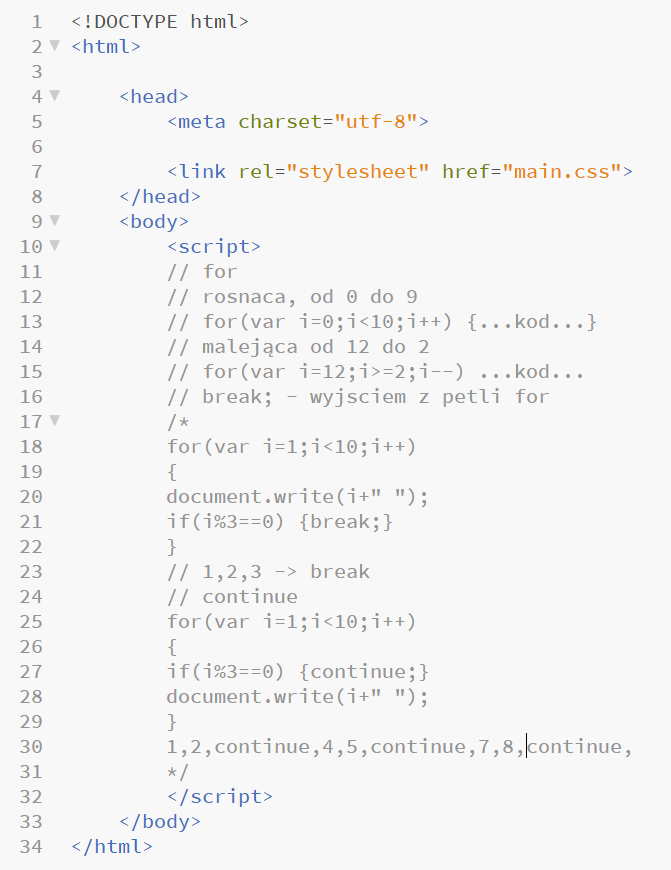 1 <!DOCTYPE html>
2 <html>
3
4 <head>
5 <meta charset="utf-8">
6
7 <link rel="stylesheet" href="main.css">
8 </head>
9 <body>
10 <script>
11 // for
12 // rosnaca, od 0 do 9
13 // for(var i=0;i<10;i++) {...kod...}
14 // malejąca od 12 do 2
15 // for(var i=12;i>=2;i--) ...kod...
16 // break; - wyjsciem z petli for
17 /*
18 for(var i=1;i<10;i++)
19 {
20 document.write(i+" ");
21 if(i%3==0) {break;}
22 }
23 // 1,2,3 -> break
24 // continue
25 for(var i=1;i<10;i++)
26 {
27 if(i%3==0) {continue;}
28 document.write(i+" ");
29 }
30 1,2,continue,4,5,continue,7,8,continue,
31 */
32 </script>
33 </body>
34 </html>